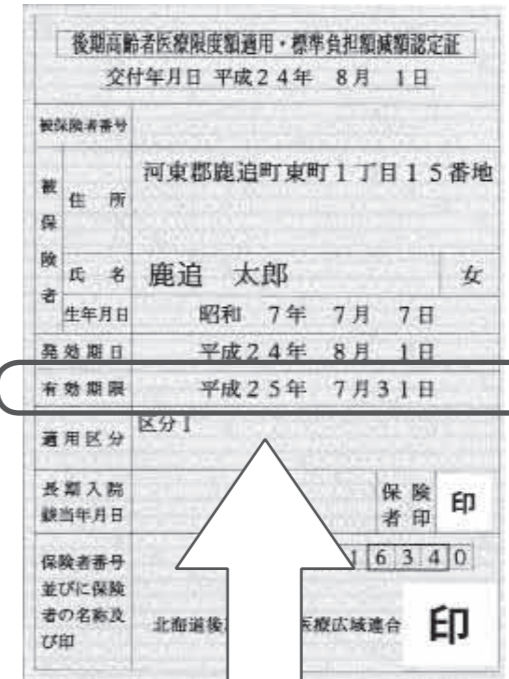 後期高齢者医療限度額適用・標準負担額減額認定証
交付年月日 平成24年 8月 1日
被保険者番号
被保険者
住所
河東郡鹿追町東町1丁目15番地
氏名 鹿追 太郎 女
生年月日 昭和 7年 7月 7日
発効期日 平成24年 8月 1日
有効期限 平成25年 7月31日
適用区分 区分I
長期入院
該当年月日
保険
者印
印
保険者番号
並びに保険
者の名称及
び印
16340
北海道後 医療広域連合 印